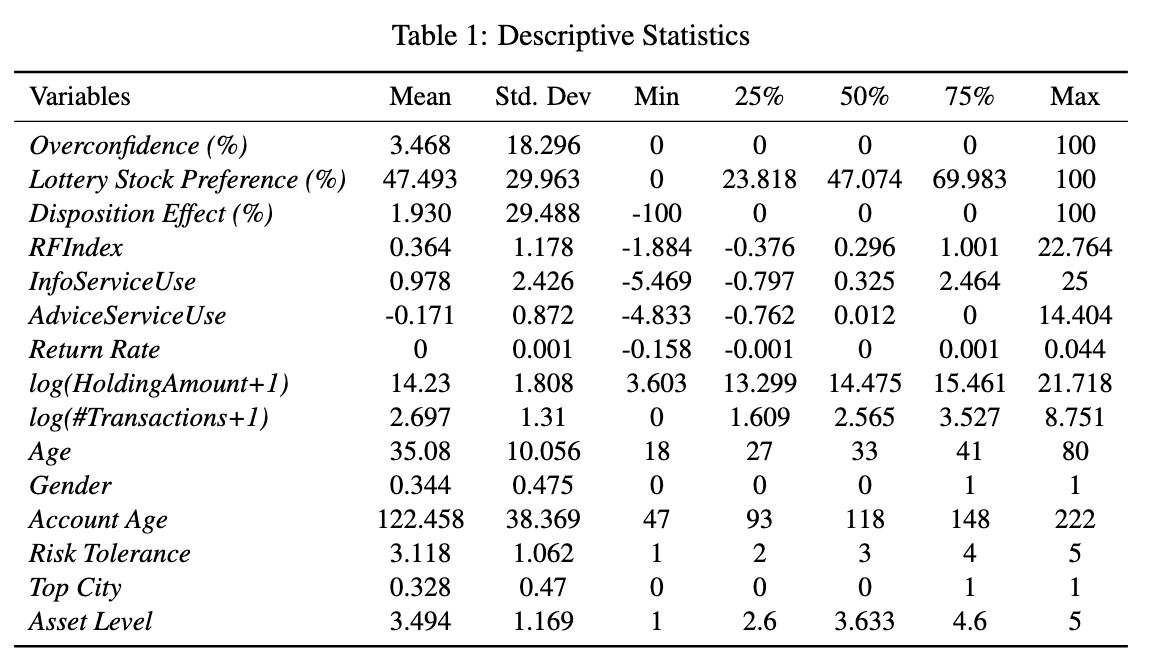 Table 1: Descriptive Statistics
Variables Mean Std. Dev Min 25% 50% 75% Max
Overconfidence (%) 3.468 18.296 0 0 0 0 100
Lottery Stock Preference (%) 47.493 29.963 0 23.818 47.074 69.983 100
Disposition Effect (%) 1.930 29.488 -100 0 0 0 100
RFIndex 0.364 1.178 -1.884 -0.376 0.296 1.001 22.764
InfoServiceUse 0.978 2.426 -5.469 -0.797 0.325 2.464 25
AdviceServiceUse -0.171 0.872 -4.833 -0.762 0.012 0 14.404
Return Rate 0 0.001 -0.158 -0.001 0 0.001 0.044
log(HoldingAmount+1) 14.23 1.808 3.603 13.299 14.475 15.461 21.718
log(#Transactions+1) 2.697 1.31 0 1.609 2.565 3.527 8.751
Age 35.08 10.056 18 27 33 41 80
Gender 0.344 0.475 0 0 0 1 1
Account Age 122.458 38.369 47 93 118 148 222
Risk Tolerance 3.118 1.062 1 2 3 4 5
Top City 0.328 0.47 0 0 0 1 1
Asset Level 3.494 1.169 1 2.6 3.633 4.6 5